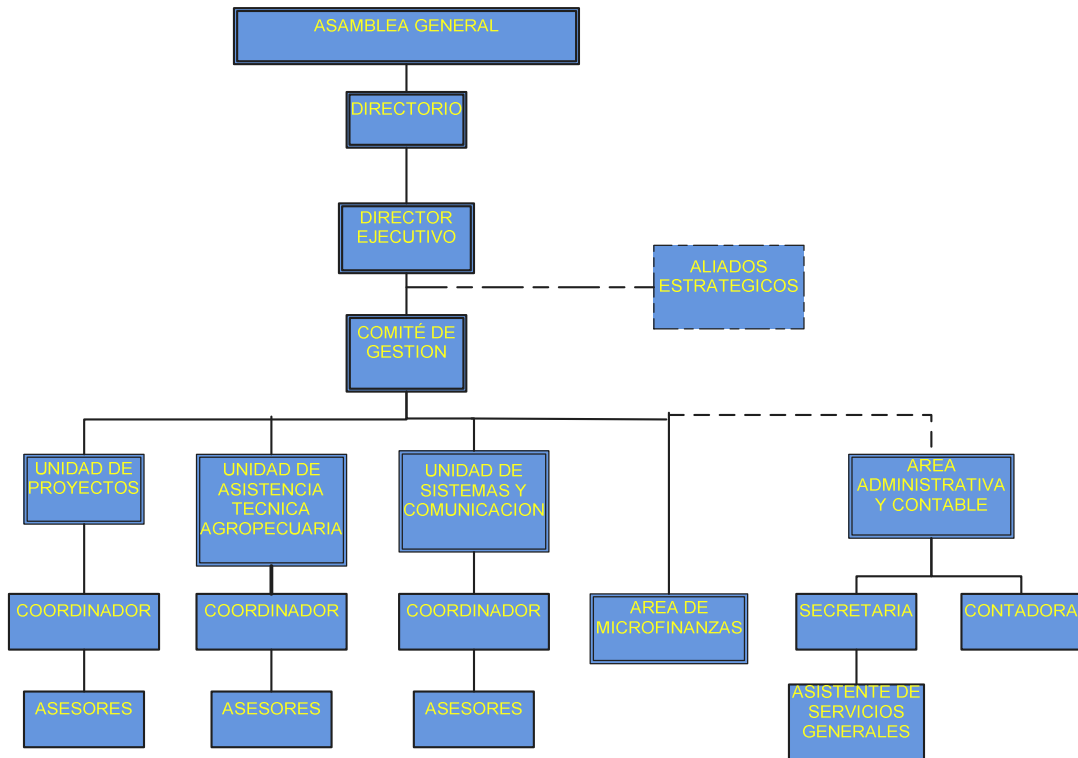 ASAMBLEA GENERAL
DIRECTORIO
DIRECTOR
EJECUTIVO
ALIADOS
ESTRATEGICOS
COMITÉ DE
GESTION
UNIDAD DE
PROYECTOS
UNIDAD DE
ASISTENCIA
TECNICA
AGROPECUARIA
UNIDAD DE
SISTEMAS Y
COMUNICACION
AREA
ADMINISTRATIVA
Y CONTABLE
COORDINADOR
COORDINADOR
COORDINADOR
AREA DE
MICROFINANZAS
SECRETARIA
CONTADORA
ASESORES
ASESORES
ASESORES
ASISTENTE DE
SERVICIOS
GENERALES